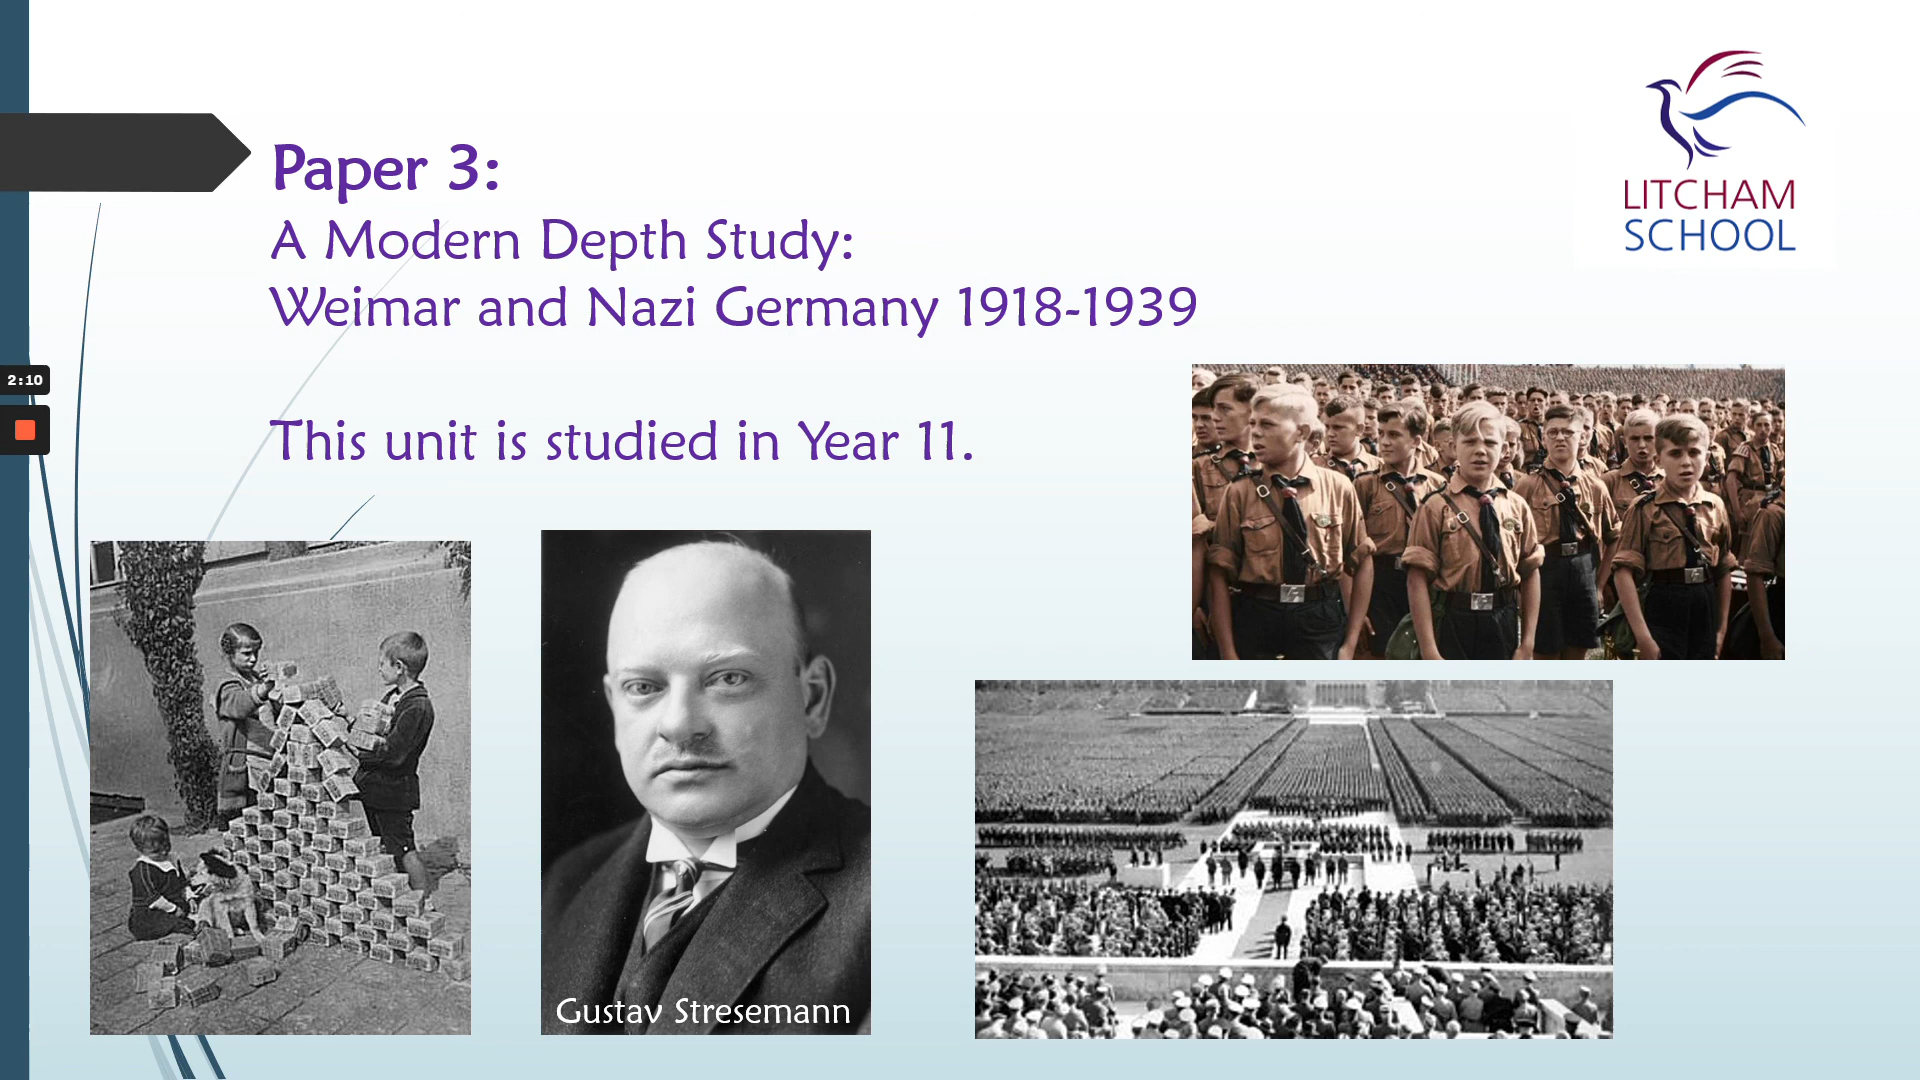 Paper 3:
A Modern Depth Study:
Weimar and Nazi Germany 1918-1939
This unit is studied in Year 11.
LITCHAM
SCHOOL
2:10
Gustav Stresemann